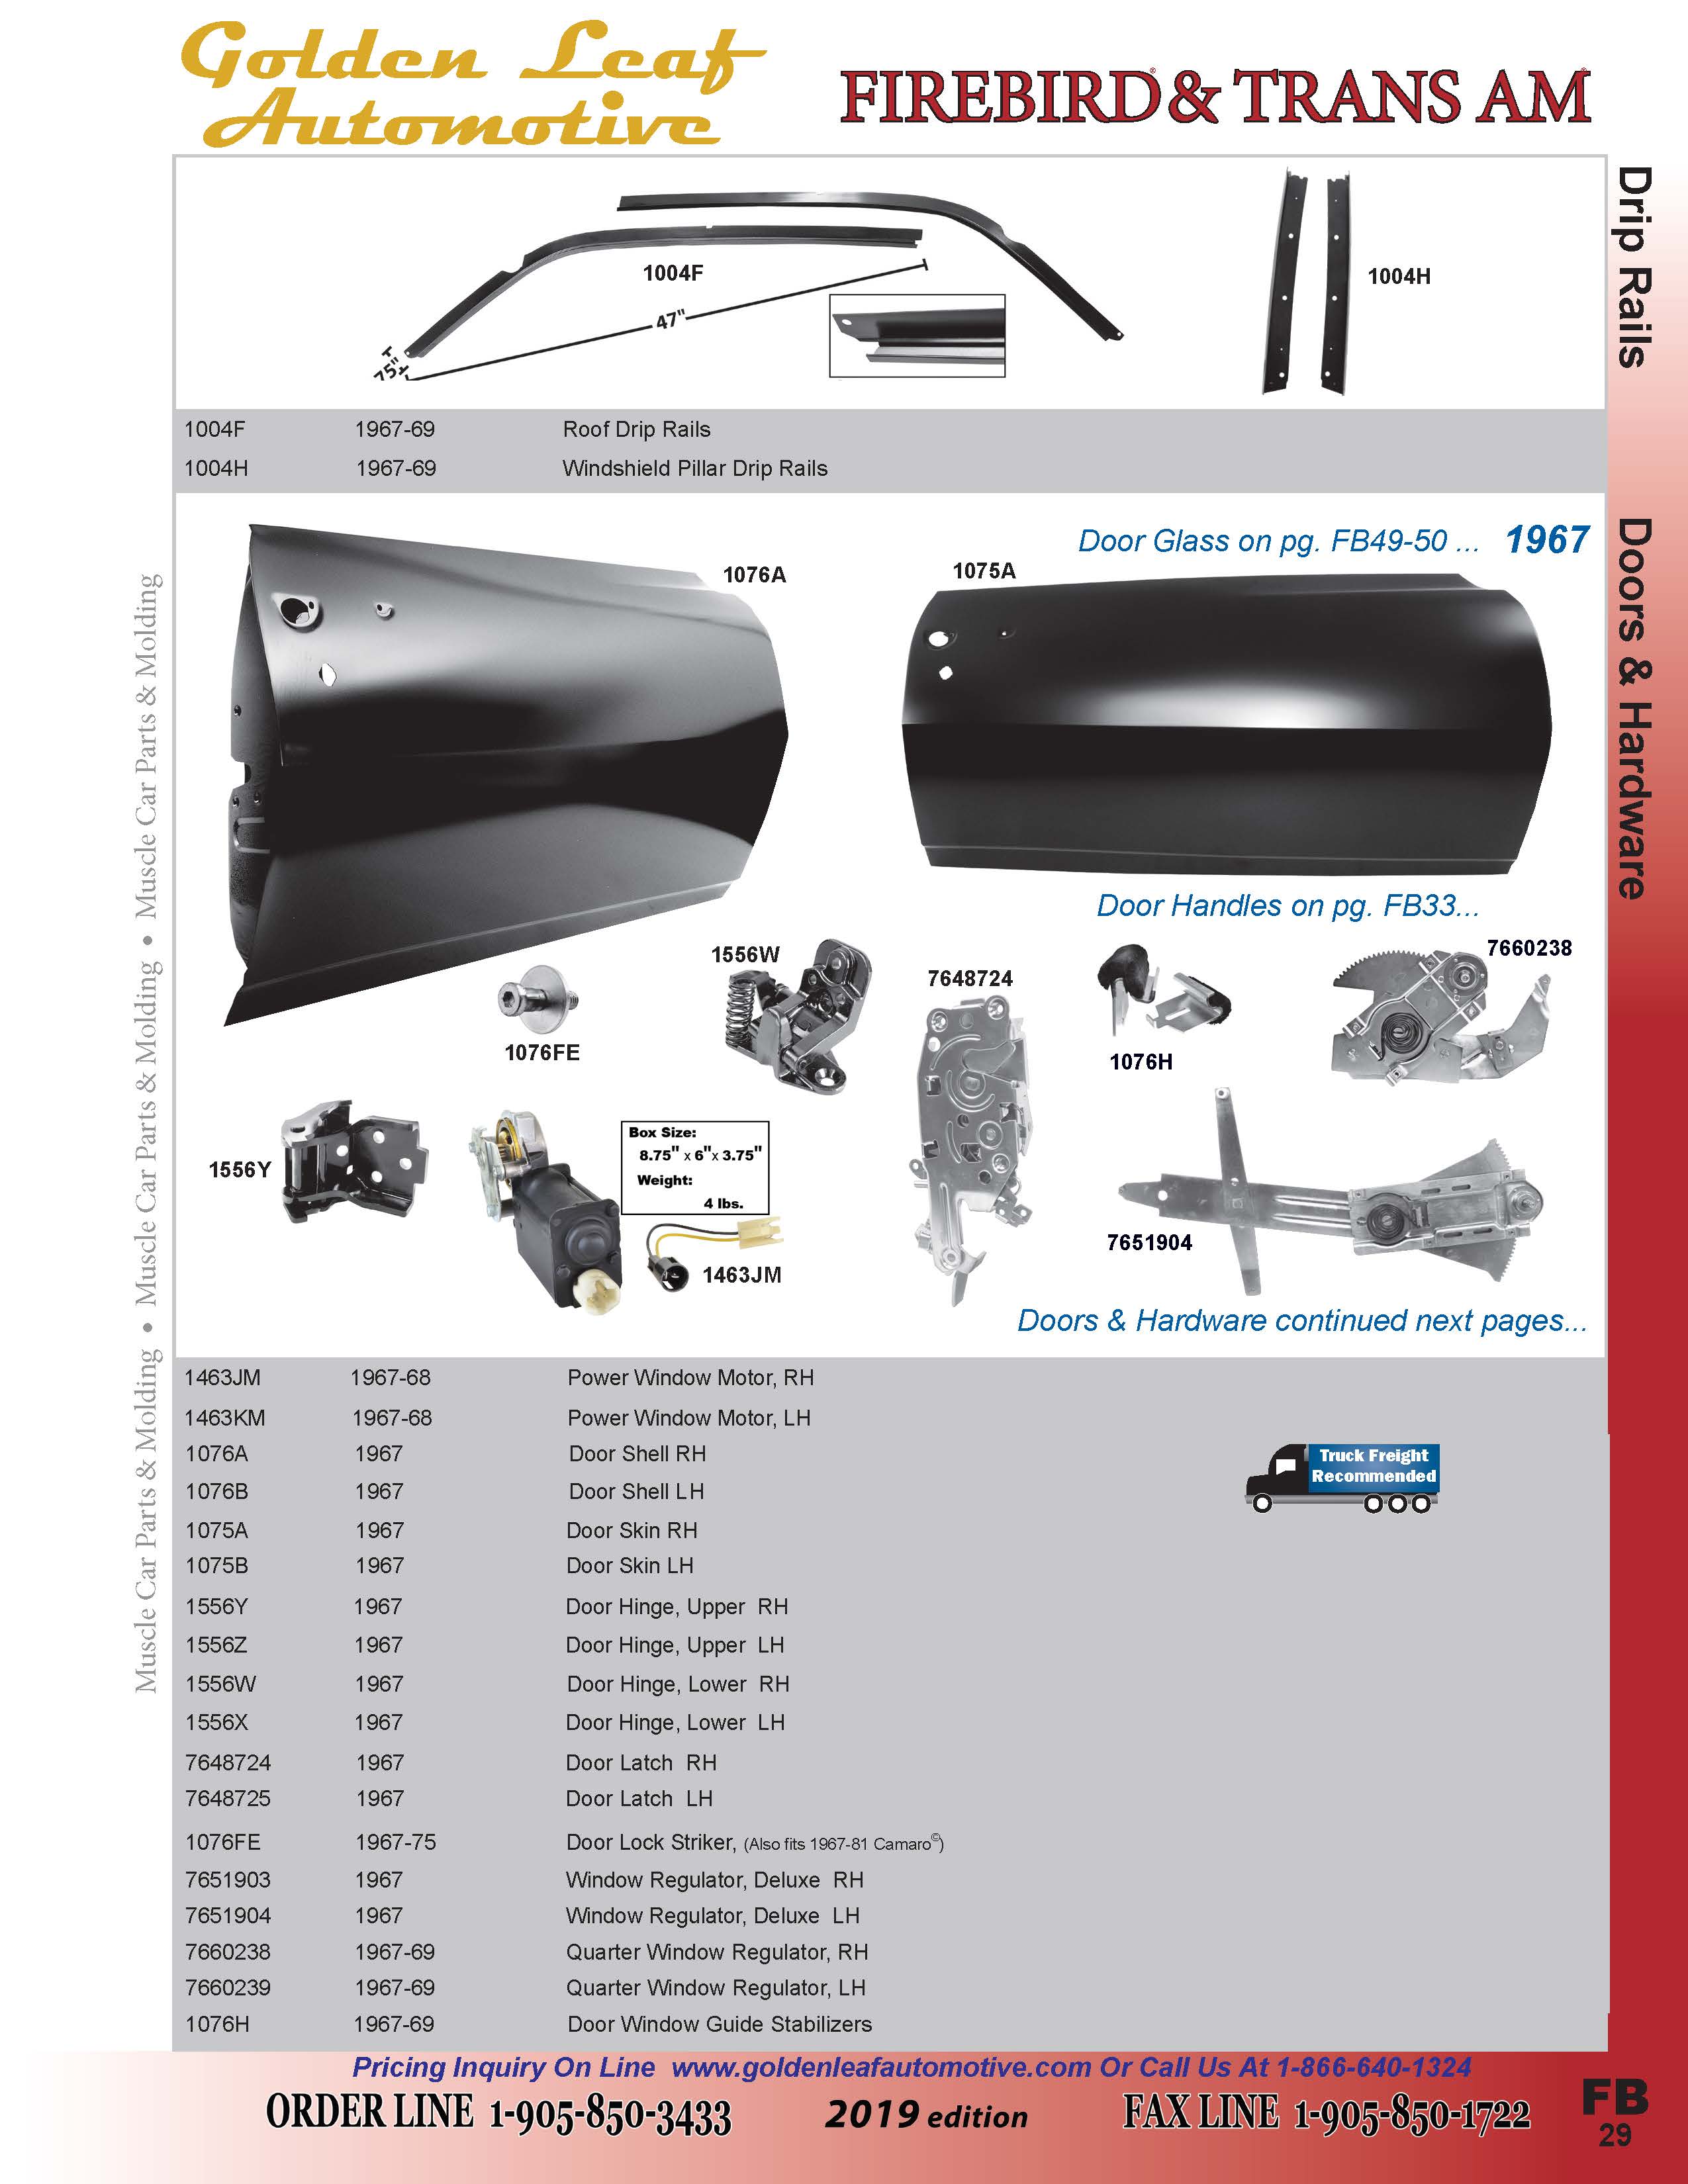 Golden Leaf
Automotive
FIREBIRD® & TRANS AM®
Drip Rails
Doors & Hardware
1004F
47"
.75"
1004H
1004F 1967-69 Roof Drip Rails
1004H 1967-69 Windshield Pillar Drip Rails
Door Glass on pg. FB49-50 ... 1967
1076A
1075A
Door Handles on pg. FB33...
1556W
7648724
7660238
1076FE
1076H
1556Y
Box Size:
8.75" x 6"x 3.75"
Weight:
4 lbs.
1463JM
7651904
Doors & Hardware continued next pages...
1463JM 1967-68 Power Window Motor, RH
1463KM 1967-68 Power Window Motor, LH
1076A 1967 Door Shell RH
1076B 1967 Door Shell LH
1075A 1967 Door Skin RH
1075B 1967 Door Skin LH
1556Y 1967 Door Hinge, Upper RH
1556Z 1967 Door Hinge, Upper LH
1556W 1967 Door Hinge, Lower RH
1556X 1967 Door Hinge, Lower LH
7648724 1967 Door Latch RH
7648725 1967 Door Latch LH
1076FE 1967-75 Door Lock Striker, (Also fits 1967-81 Camaro©)
7651903 1967 Window Regulator, Deluxe RH
7651904 1967 Window Regulator, Deluxe LH
7660238 1967-69 Quarter Window Regulator, RH
7660239 1967-69 Quarter Window Regulator, LH
1076H 1967-69 Door Window Guide Stabilizers
Truck Freight
Recommended
Muscle Car Parts & Molding • Muscle Car Parts & Molding • Muscle Car Parts & Molding
Pricing Inquiry On Line www.goldenleafautomotive.com Or Call Us At 1-866-640-1324
ORDER LINE 1-905-850-3433 2019 edition FAX LINE 1-905-850-1722
FB
29